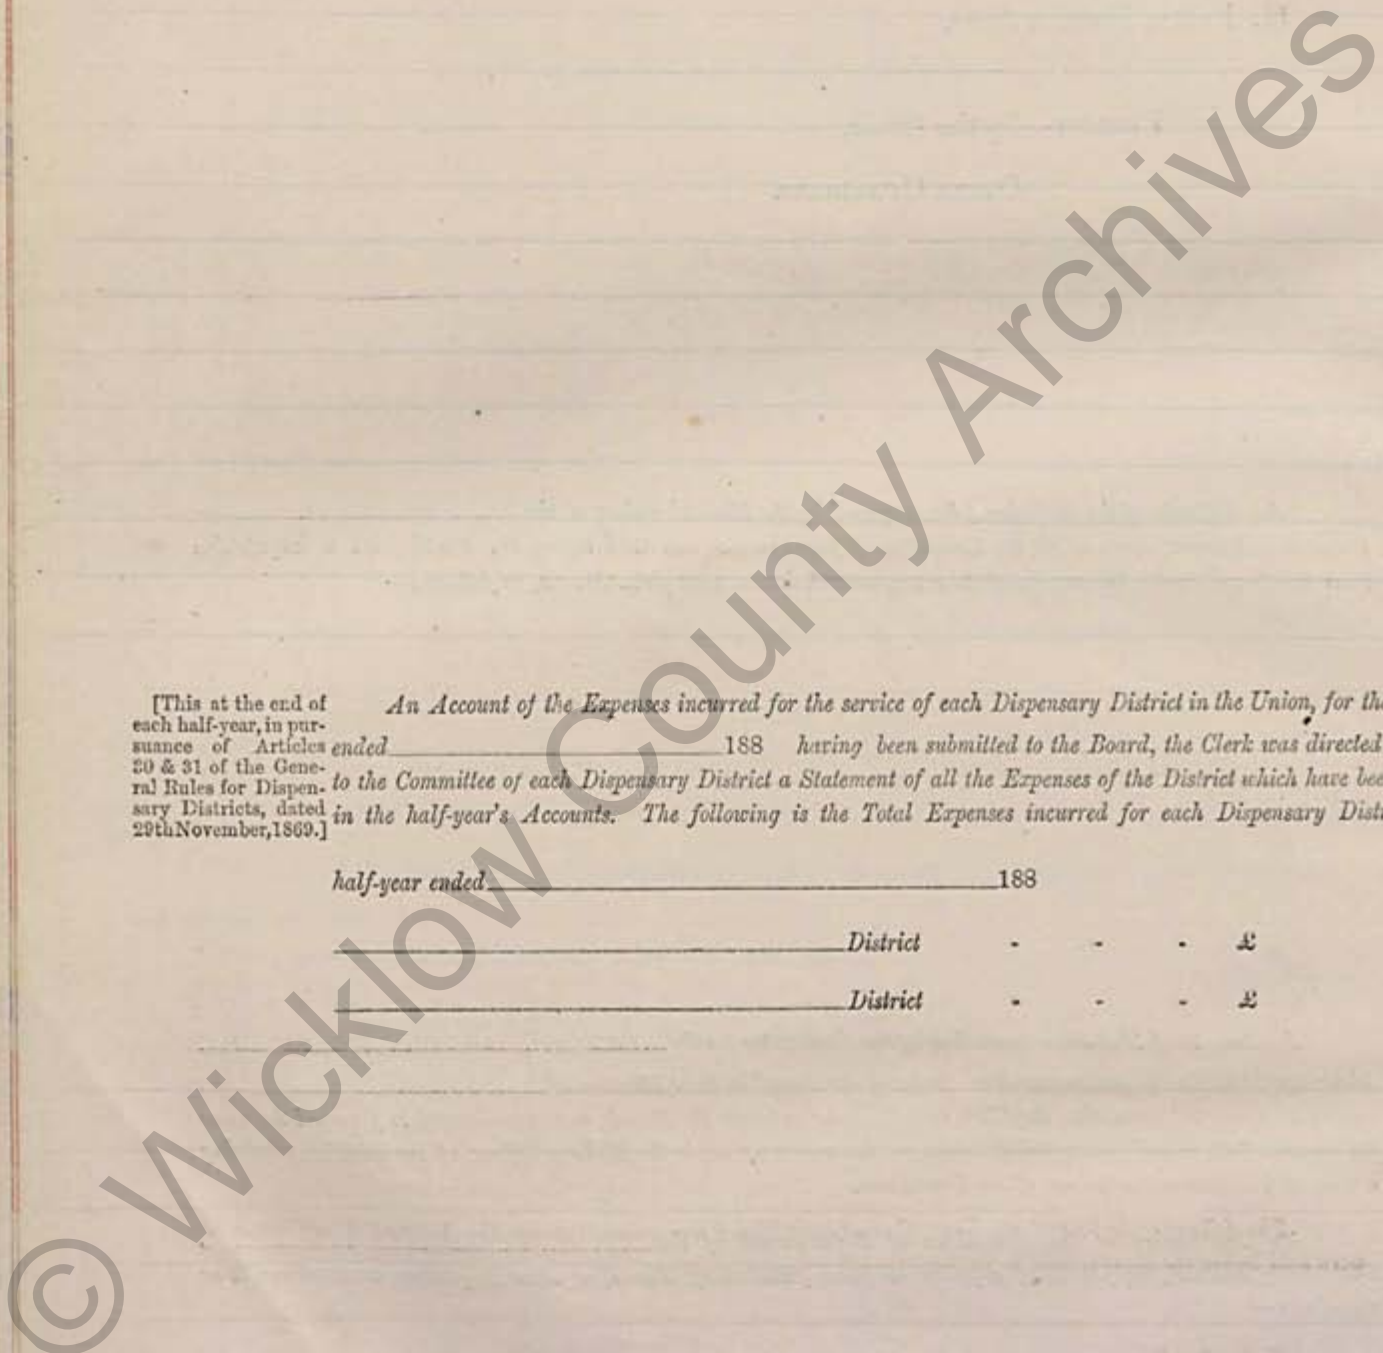 [This at the end of
each half-year, in pur-
suance of Articles
30 & 31 of the Gene-
ral Rules for Dispen-
sary Districts, dated
29th November, 1869.]
An Account of the Expenses incurred for the service of each Dispensary District in the Union, for the
ended 188 having been submitted to the Board, the Clerk was directed
to the Committee of each Dispensary District a Statement of all the Expenses of the District which have bee
in the half-year's Accounts. The following is the Total Expenses incurred for each Dispensary Dist
half-year ended 188
District - - - £
District - - - £
© Wicklow County Archives